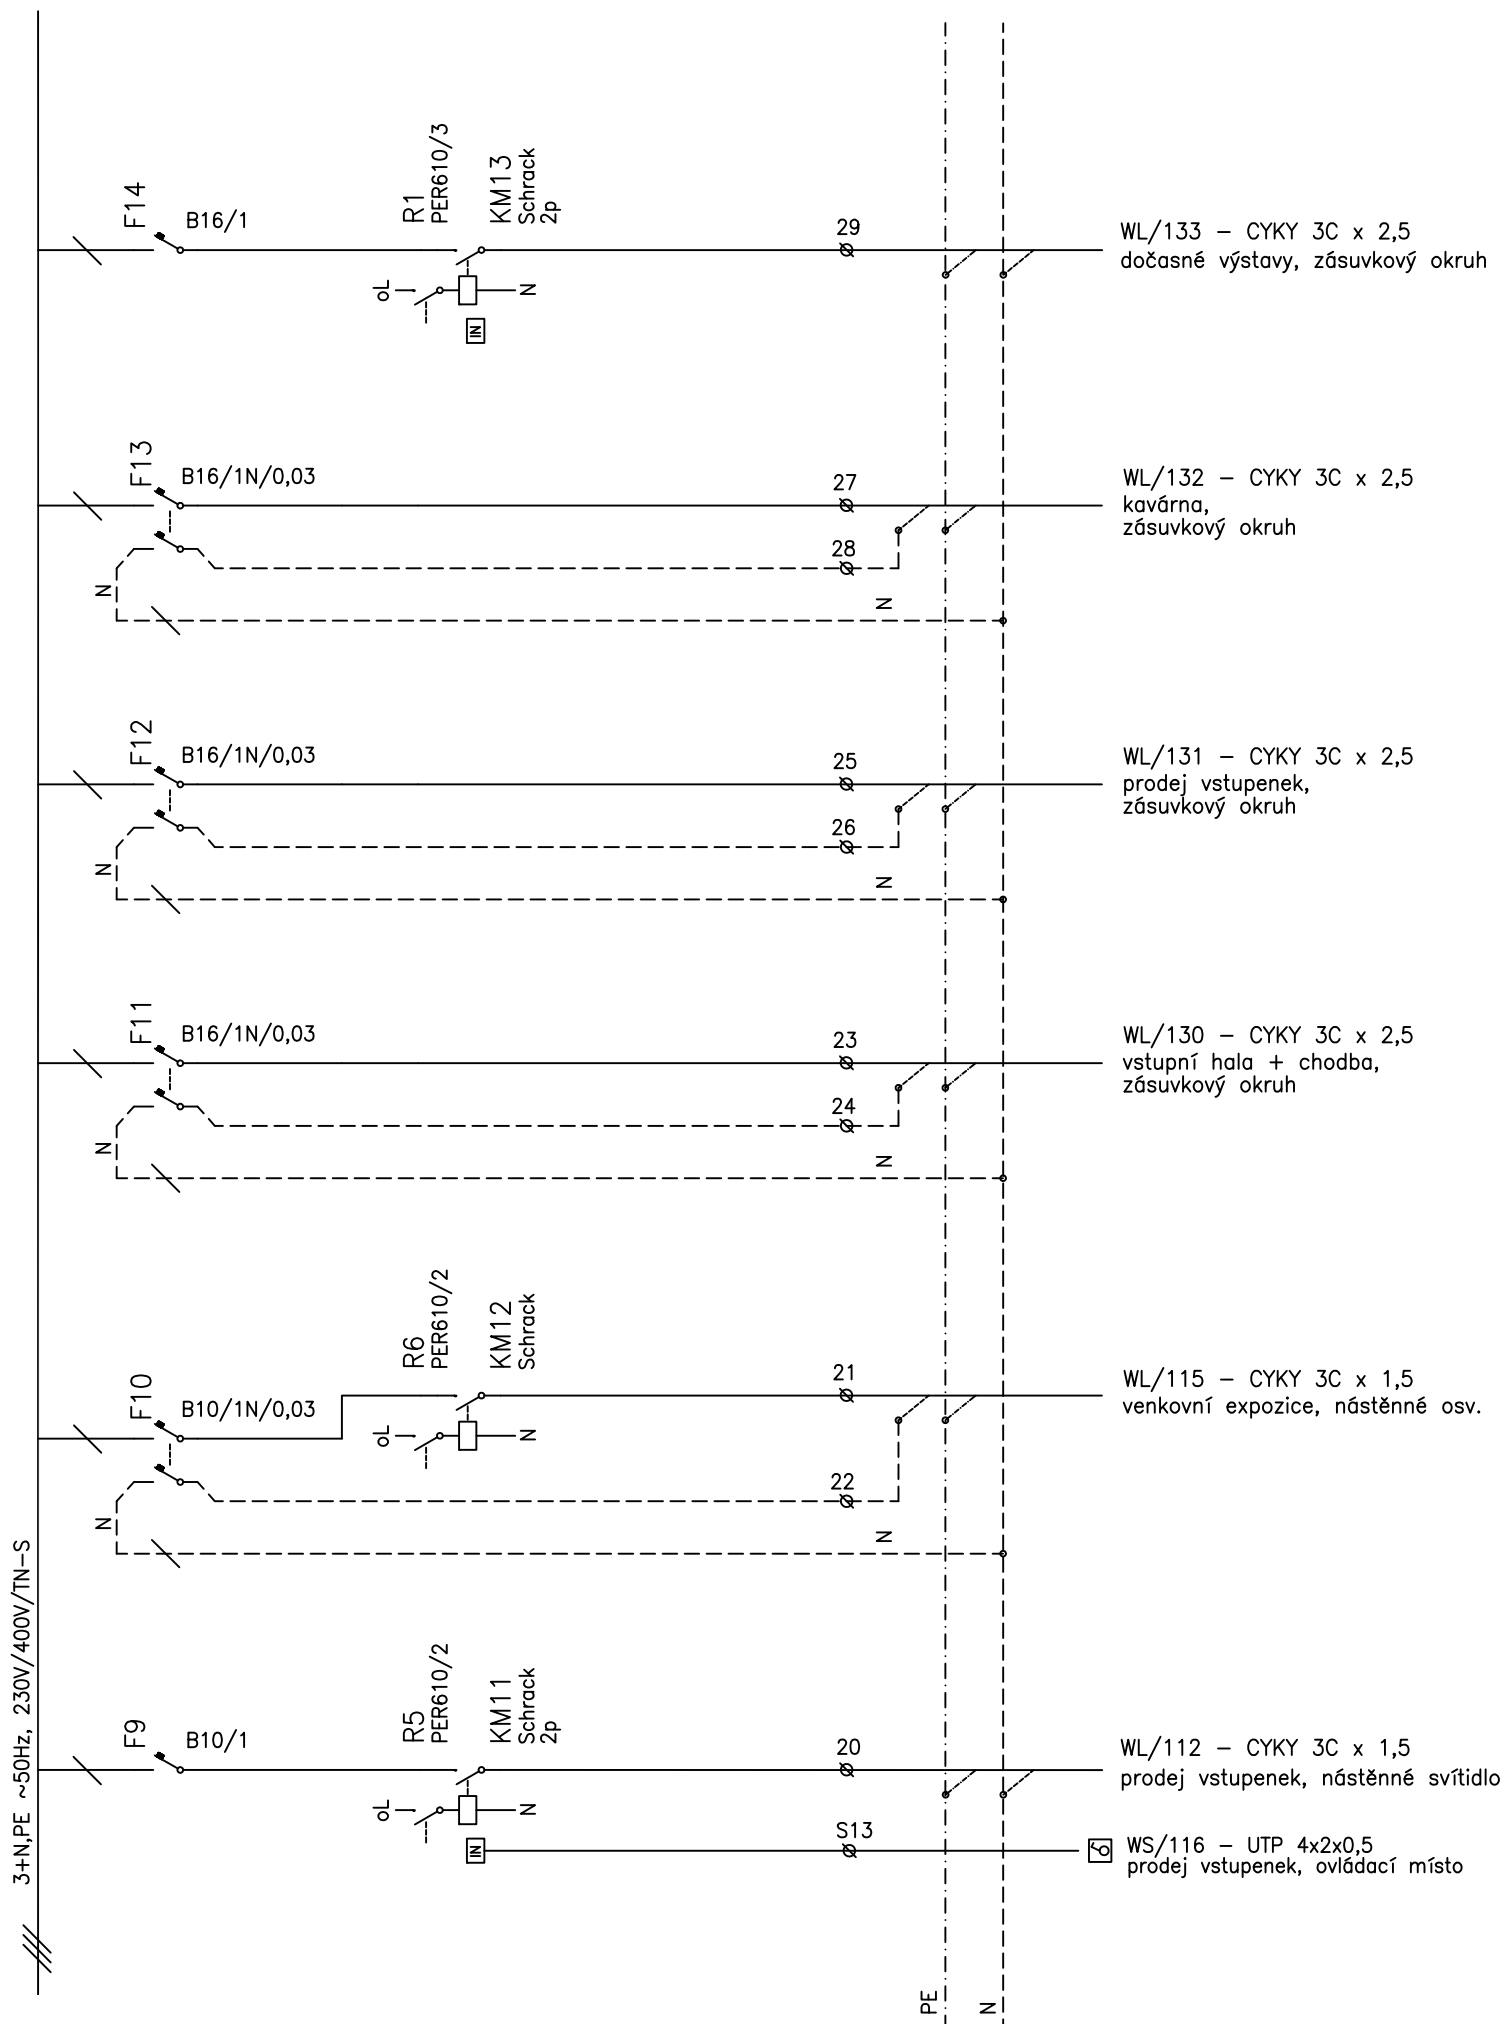 F14
B16/1
R1
PER610/3
KM13
Schrack
2p
oL
N
IN
29
WL/133 – CYKY 3C x 2,5
dočasné výstavy, zásuvkový okruh
F13
B16/1N/0,03
27
28
N
N
WL/132 – CYKY 3C x 2,5
kavárna,
zásuvkový okruh
F12
B16/1N/0,03
25
26
N
N
WL/131 – CYKY 3C x 2,5
prodej vstupenek,
zásuvkový okruh
F11
B16/1N/0,03
23
24
N
N
WL/130 – CYKY 3C x 2,5
vstupní hala + chodba,
zásuvkový okruh
F10
B10/1N/0,03
R6
PER610/2
KM12
Schrack
oL
N
21
22
N
N
WL/115 – CYKY 3C x 1,5
venkovní expozice, nástěnné osv.
F9
B10/1
R5
PER610/2
KM11
Schrack
2p
oL
N
IN
20
S13
WL/112 – CYKY 3C x 1,5
prodej vstupenek, nástěnné svítidlo
WS/116 – UTP 4x2x0,5
prodej vstupenek, ovládací místo
3+N,PE ~50Hz, 230V/400V/TN–S
PE
N